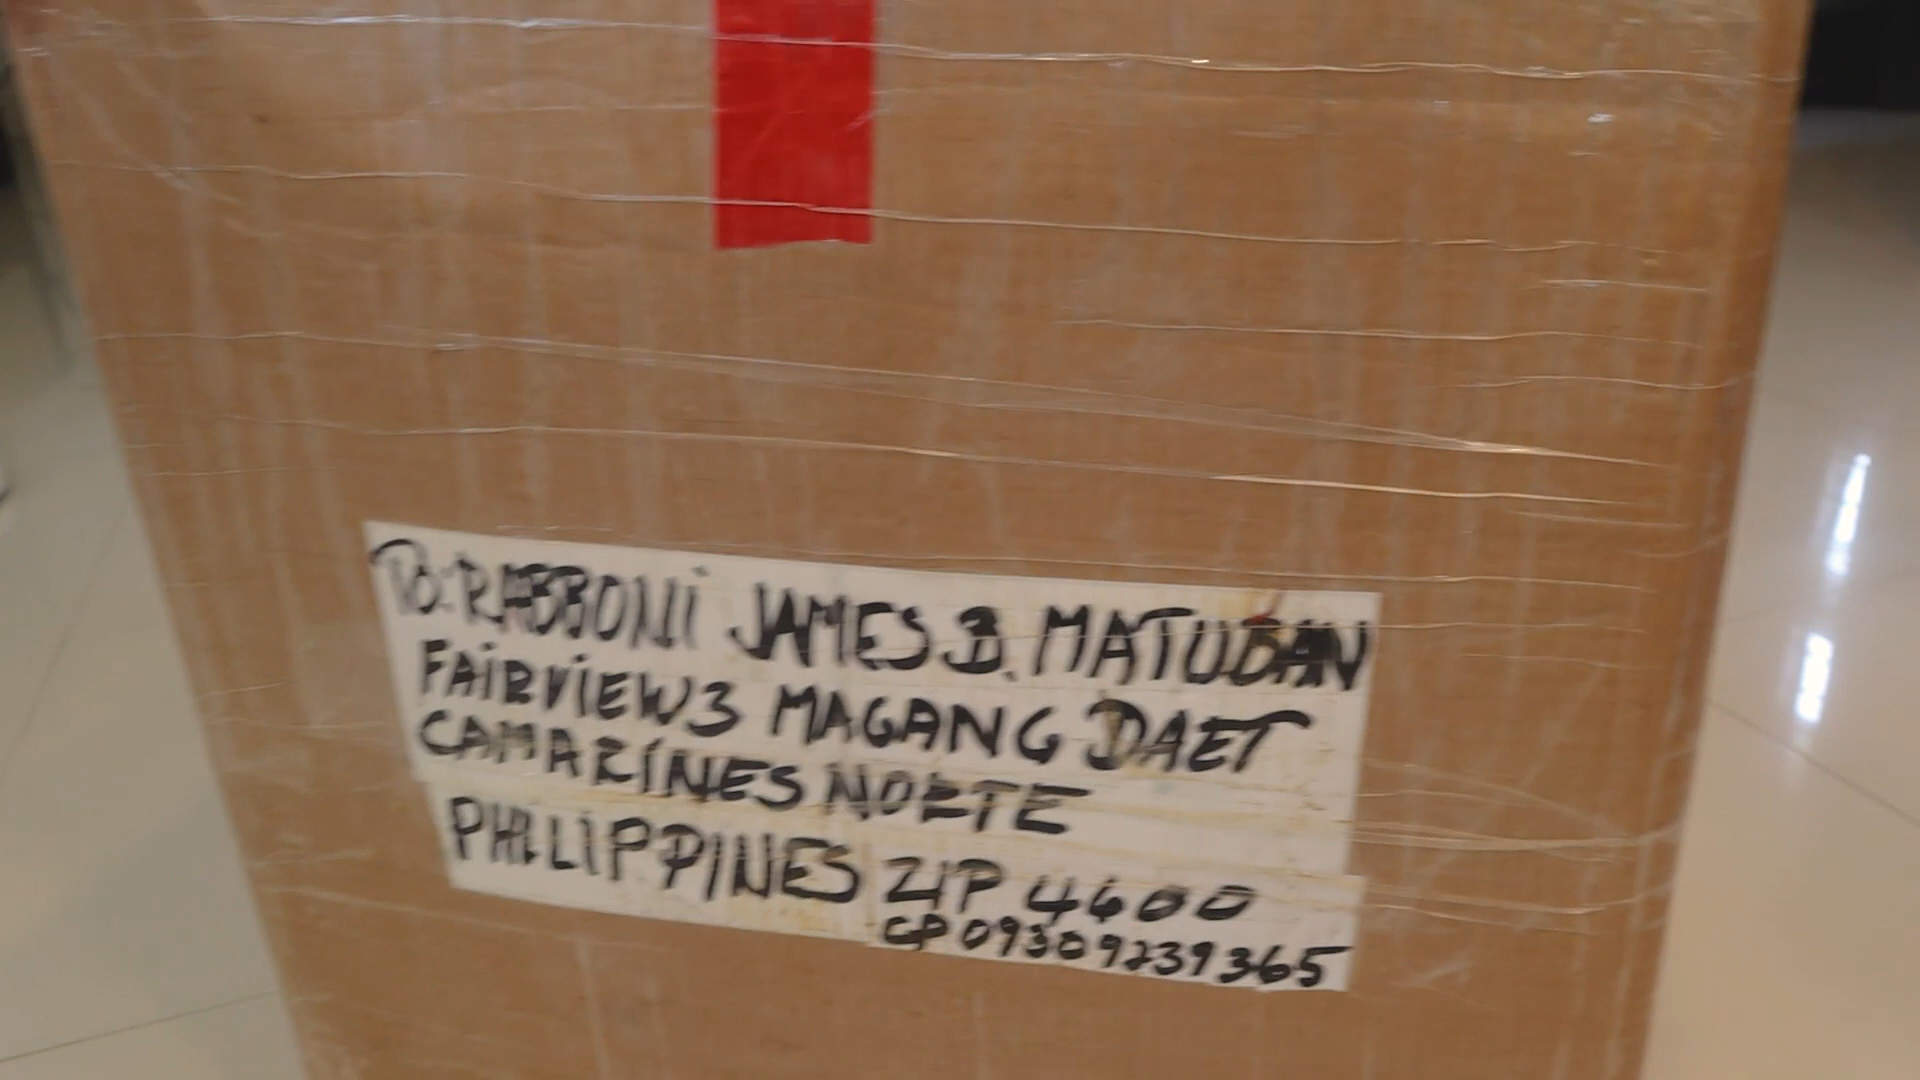 To: RABBONi JAMES B. MATUBAN
FAiRViEW3 MAGANG DAET
CAMARiNES NORTE
PHiLiPPINES ZIP 4600
CP 09309239365